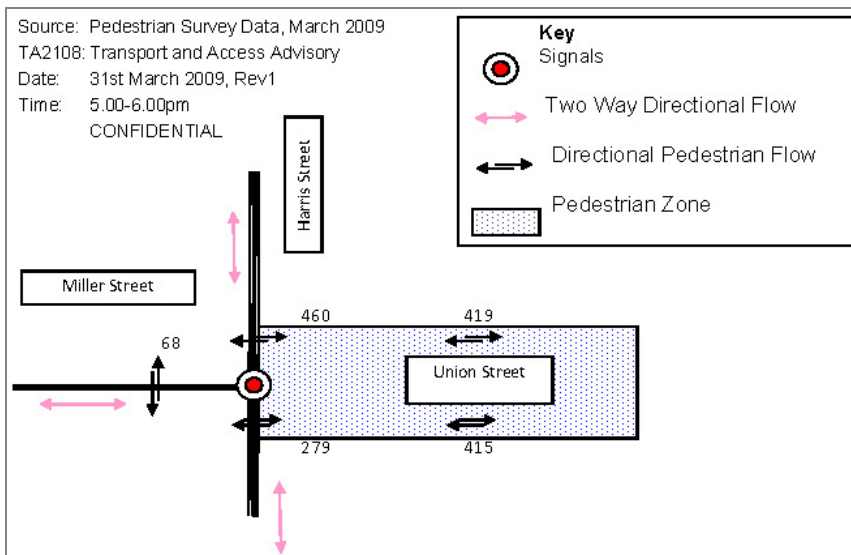 Source: Pedestrian Survey Data, March 2009
TA2108: Transport and Access Advisory
Date: 31st March 2009, Rev1
Time: 5.00-6.00pm
CONFIDENTIAL
Key
Signals
Two Way Directional Flow
Directional Pedestrian Flow
Pedestrian Zone
Harris Street
Miller Street
68
460
419
Union Street
279
415